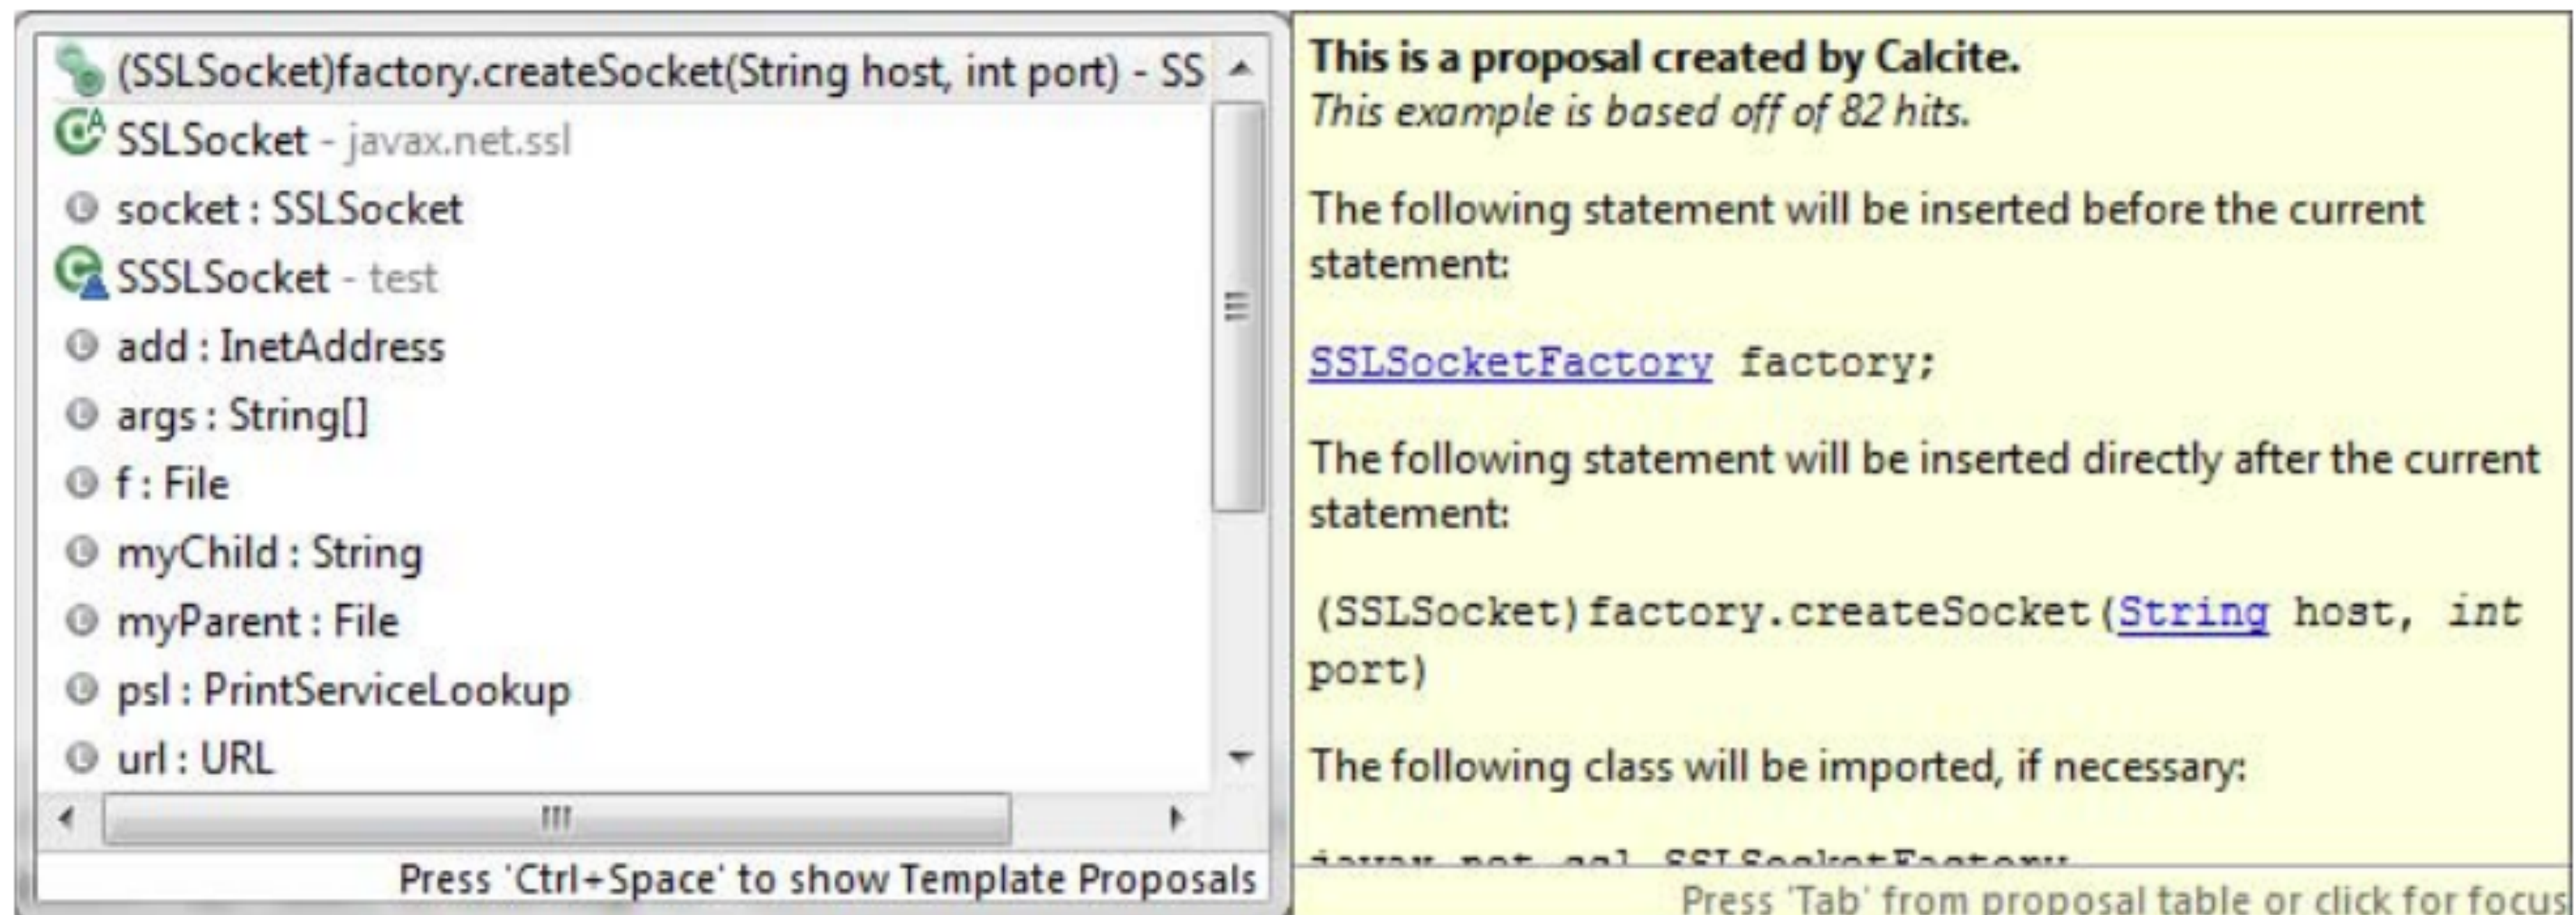 (SSLSocket)factory.createSocket(String host, int port) - SS
SSLSocket - javax.net.ssl
socket : SSLSocket
SSSLSocket - test
add : InetAddress
args : String[]
f : File
myChild : String
myParent : File
psl : PrintServiceLookup
url : URL
Press 'Ctrl+Space' to show Template Proposals
This is a proposal created by Calcite.
This example is based off of 82 hits.
The following statement will be inserted before the current
statement:
SSLSocketFactory factory;
The following statement will be inserted directly after the current
statement:
(SSLSocket)factory.createSocket(String host, int
port)
The following class will be imported, if necessary:
javax.net.ssl.SSLSocketFactory
Press 'Tab' from proposal table or click for focus